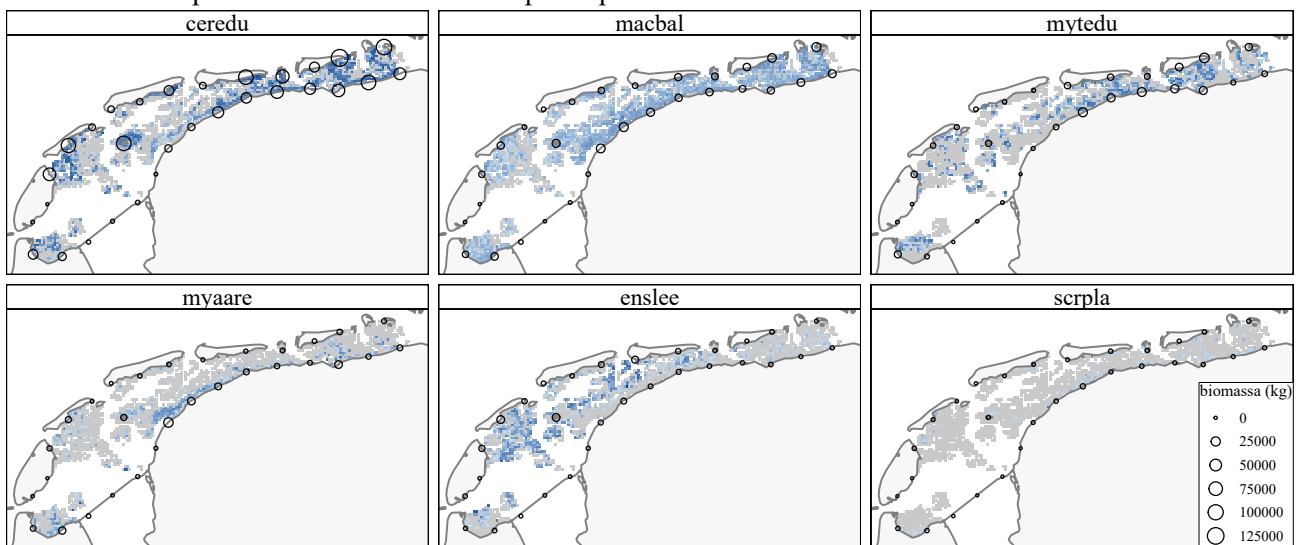 ceredu
macbal
mytedu
myaare
enslee
scrpla
biomassa (kg)
0
25000
50000
75000
100000
125000